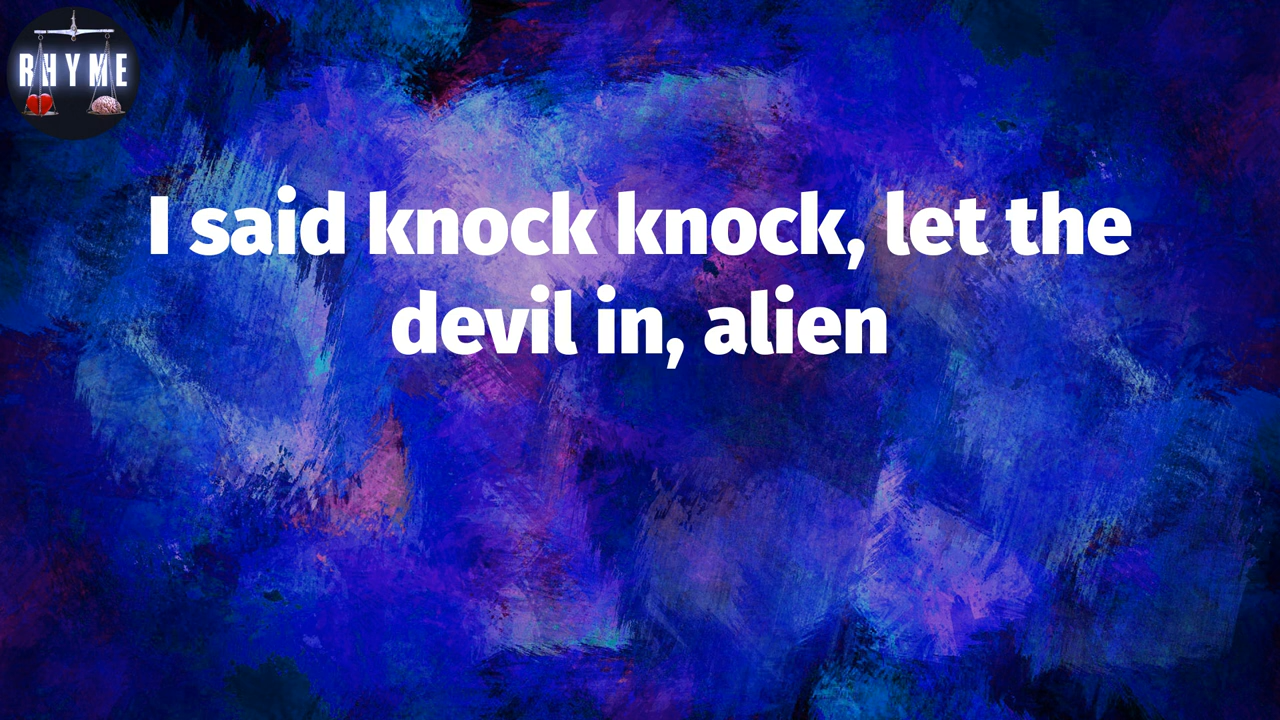 RHYME
I said knock knock, let the
devil in, alien